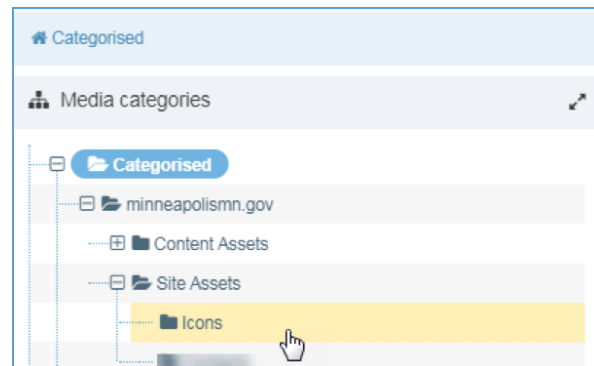 Categorised
Media categories
Categorised
minneapolismn.gov
Content Assets
Site Assets
Icons